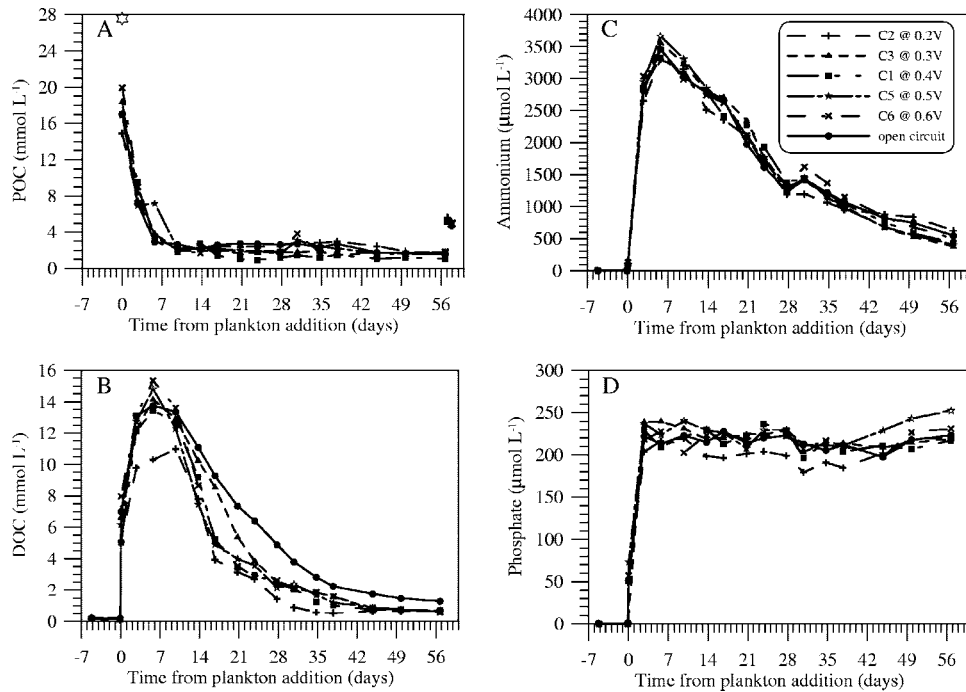 A
POC (mmol L⁻¹)
28
24
20
16
12
8
4
0
-7 0 7 14 21 28 35 42 49 56
Time from plankton addition (days)
C
Ammonium (µmol L⁻¹)
4000
3500
3000
2500
2000
1500
1000
500
0
-7 0 7 14 21 28 35 42 49 56
Time from plankton addition (days)
C2 @ 0.2V
C3 @ 0.3V
C1 @ 0.4V
C5 @ 0.5V
C6 @ 0.6V
open circuit
B
DOC (mmol L⁻¹)
16
14
12
10
8
6
4
2
0
-7 0 7 14 21 28 35 42 49 56
Time from plankton addition (days)
D
Phosphate (µmol L⁻¹)
300
250
200
150
100
50
0
-7 0 7 14 21 28 35 42 49 56
Time from plankton addition (days)